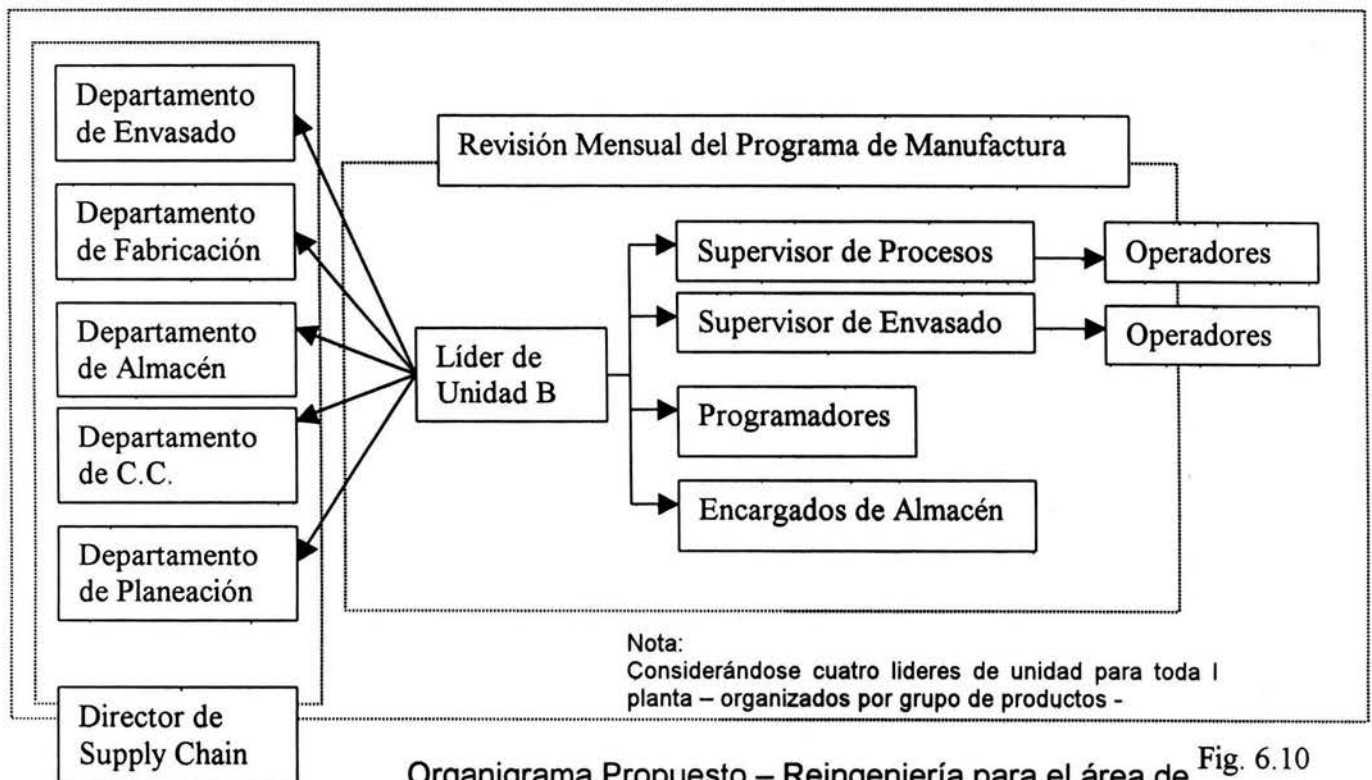 Departamento
de Envasado
Departamento
de Fabricación
Departamento
de Almacén
Departamento
de C.C.
Departamento
de Planeación
Director de
Supply Chain
Revisión Mensual del Programa de Manufactura
Líder de
Unidad B
Supervisor de Procesos
Supervisor de Envasado
Programadores
Encargados de Almacén
Operadores
Operadores
Nota:
Considerándose cuatro lideres de unidad para toda l
planta – organizados por grupo de productos -
Organigrama Propuesto – Reingeniería para el área de
Fig. 6.10